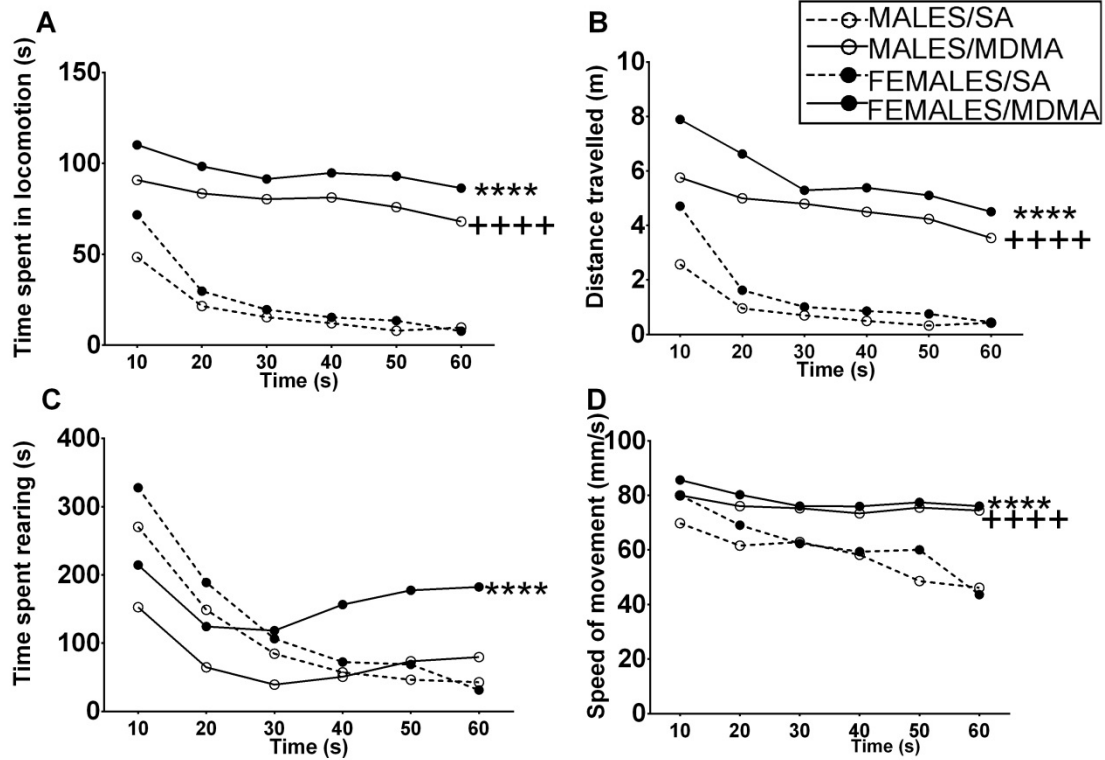 A
Time spent in locomotion (s)
150
100
50
0
10 20 30 40 50 60
Time (s)
****
++++
B
MALES/SA
MALES/MDMA
FEMALES/SA
FEMALES/MDMA
Distance travelled (m)
8
6
4
2
0
10 20 30 40 50 60
Time (s)
****
++++
C
Time spent rearing (s)
400
300
200
100
0
10 20 30 40 50 60
Time (s)
****
D
Speed of movement (mm/s)
100
80
60
40
20
0
10 20 30 40 50 60
Time (s)
****
++++